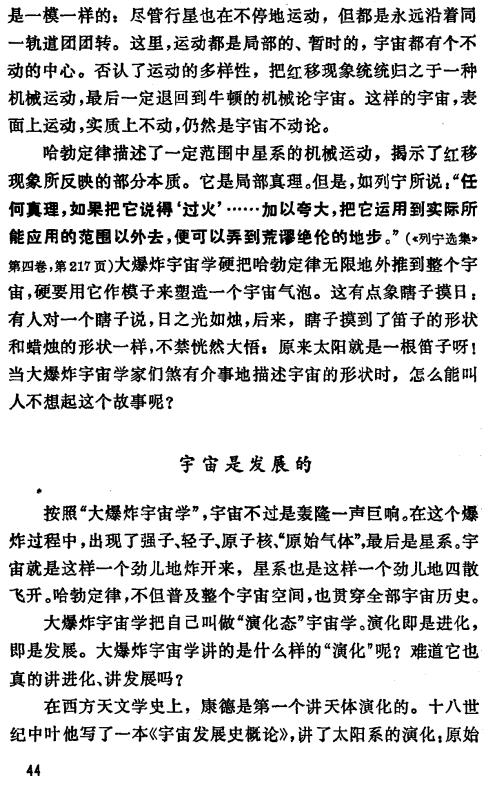 是一模一样的；尽管行星也在不停地运动，但都是永远沿着同
一轨道团团转。这里，运动都是局部的、暂时的，宇宙都有个不
动的中心。否认了运动的多样性，把红移现象统统归之于一种
机械运动，最后一定退回到牛顿的机械论宇宙。这样的宇宙，表
面上运动，实质上不动，仍然是宇宙不动论。
哈勃定律描述了一定范围中星系的机械运动，揭示了红移
现象所反映的部分本质。它是局部真理。但是，如列宁所说：“任
何真理，如果把它说得‘过火’……加以夸大，把它运用到实际所
能应用的范围以外去，便可以弄到荒谬绝伦的地步。”（《列宁选集》
第四卷，第217页）大爆炸宇宙学硬把哈勃定律无限地外推到整个宇
宙，硬要用它作模子来塑造一个宇宙气泡。这有点象瞎子摸日：
有人对一个瞎子说，日之光如烛，后来，瞎子摸到了笛子的形状
和蜡烛的形状一样，不禁恍然大悟：原来太阳就是一根笛子呀！
当大爆炸宇宙学家们煞有介事地描述宇宙的形状时，怎么能叫
人不想起这个故事呢？
宇宙是发展的
按照“大爆炸宇宙学”，宇宙不过是轰隆一声巨响。在这个爆
炸过程中，出现了强子、轻子、原子核、“原始气体”，最后是星系。宇
宙就是这样一个劲儿地炸开来，星系也是这样一个劲儿地四散
飞开。哈勃定律，不但普及整个宇宙空间，也贯穿全部宇宙历史。
大爆炸宇宙学把自己叫做“演化态”宇宙学。演化即是进化，
即是发展。大爆炸宇宙学讲的是什么样的“演化”呢？难道它也
真的讲进化、讲发展吗？
在西方天文学史上，康德是第一个讲天体演化的。十八世
纪中叶他写了一本《宇宙发展史概论》，讲了太阳系的演化：原始
44